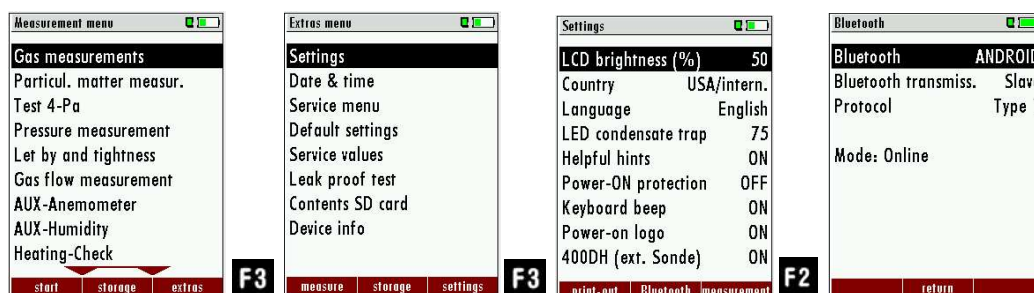 Measurement menu
Gas measurements
Particul. matter measur.
Test 4-Pa
Pressure measurement
Let by and tightness
Gas flow measurement
AUX-Anemometer
AUX-Humidity
Heating-Check
start storage extras
F3
Extras menu
Settings
Date & time
Service menu
Default settings
Service values
Leak proof test
Contents SD card
Device info
measure storage settings
F3
Settings
LCD brightness (%) 50
Country USA/intern.
Language English
LED condensate trap 75
Helpful hints ON
Power-ON protection OFF
Keyboard beep ON
Power-on logo ON
400DH (ext. Sonde) ON
print-out Bluetooth measurement
F2
Bluetooth
Bluetooth ANDROID
Bluetooth transmiss. Slav
Protocol Type
Mode: Online
return